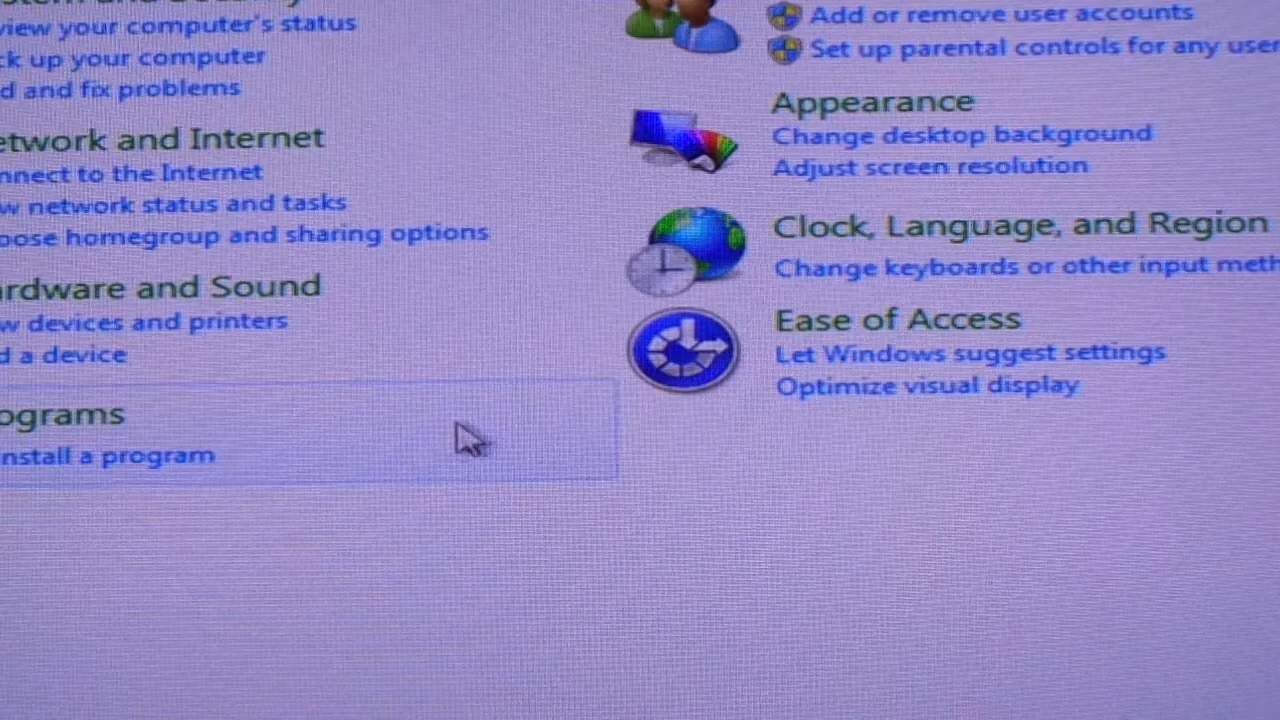 view your computer's status
ck up your computer
d and fix problems
etwork and Internet
nnect to the Internet
w network status and tasks
oose homegroup and sharing options
ardware and Sound
w devices and printers
d a device
ograms
nstall a program
Add or remove user accounts
Set up parental controls for any user
Appearance
Change desktop background
Adjust screen resolution
Clock, Language, and Region
Change keyboards or other input meth
Ease of Access
Let Windows suggest settings
Optimize visual display